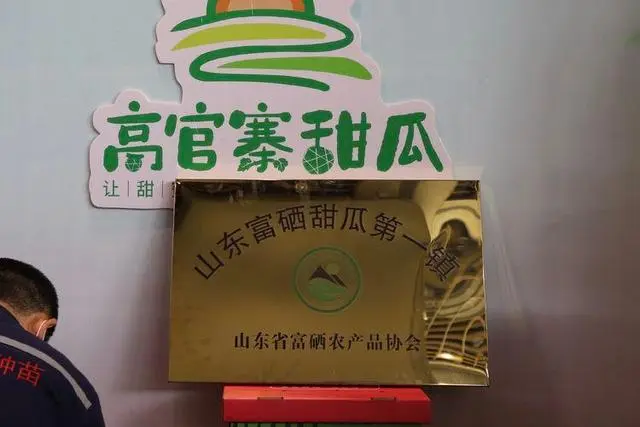 高官寨甜瓜
让|甜
山东富硒甜瓜第一镇
山东省富硒农产品协会
种苗